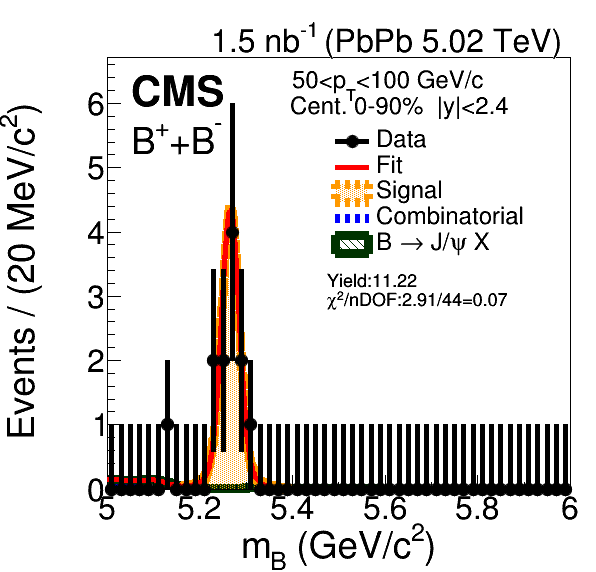 1.5 nb⁻¹ (PbPb 5.02 TeV)
CMS
B⁺+B⁻
50<p_T<100 GeV/c
Cent. 0-90% |y|<2.4
Data
Fit
Signal
Combinatorial
B → J/ψ X
Yield:11.22
χ²/nDOF:2.91/44=0.07
Events / (20 MeV/c²)
6
5
4
3
2
1
0
5 5.2 5.4 5.6 5.8 6
m_B (GeV/c²)